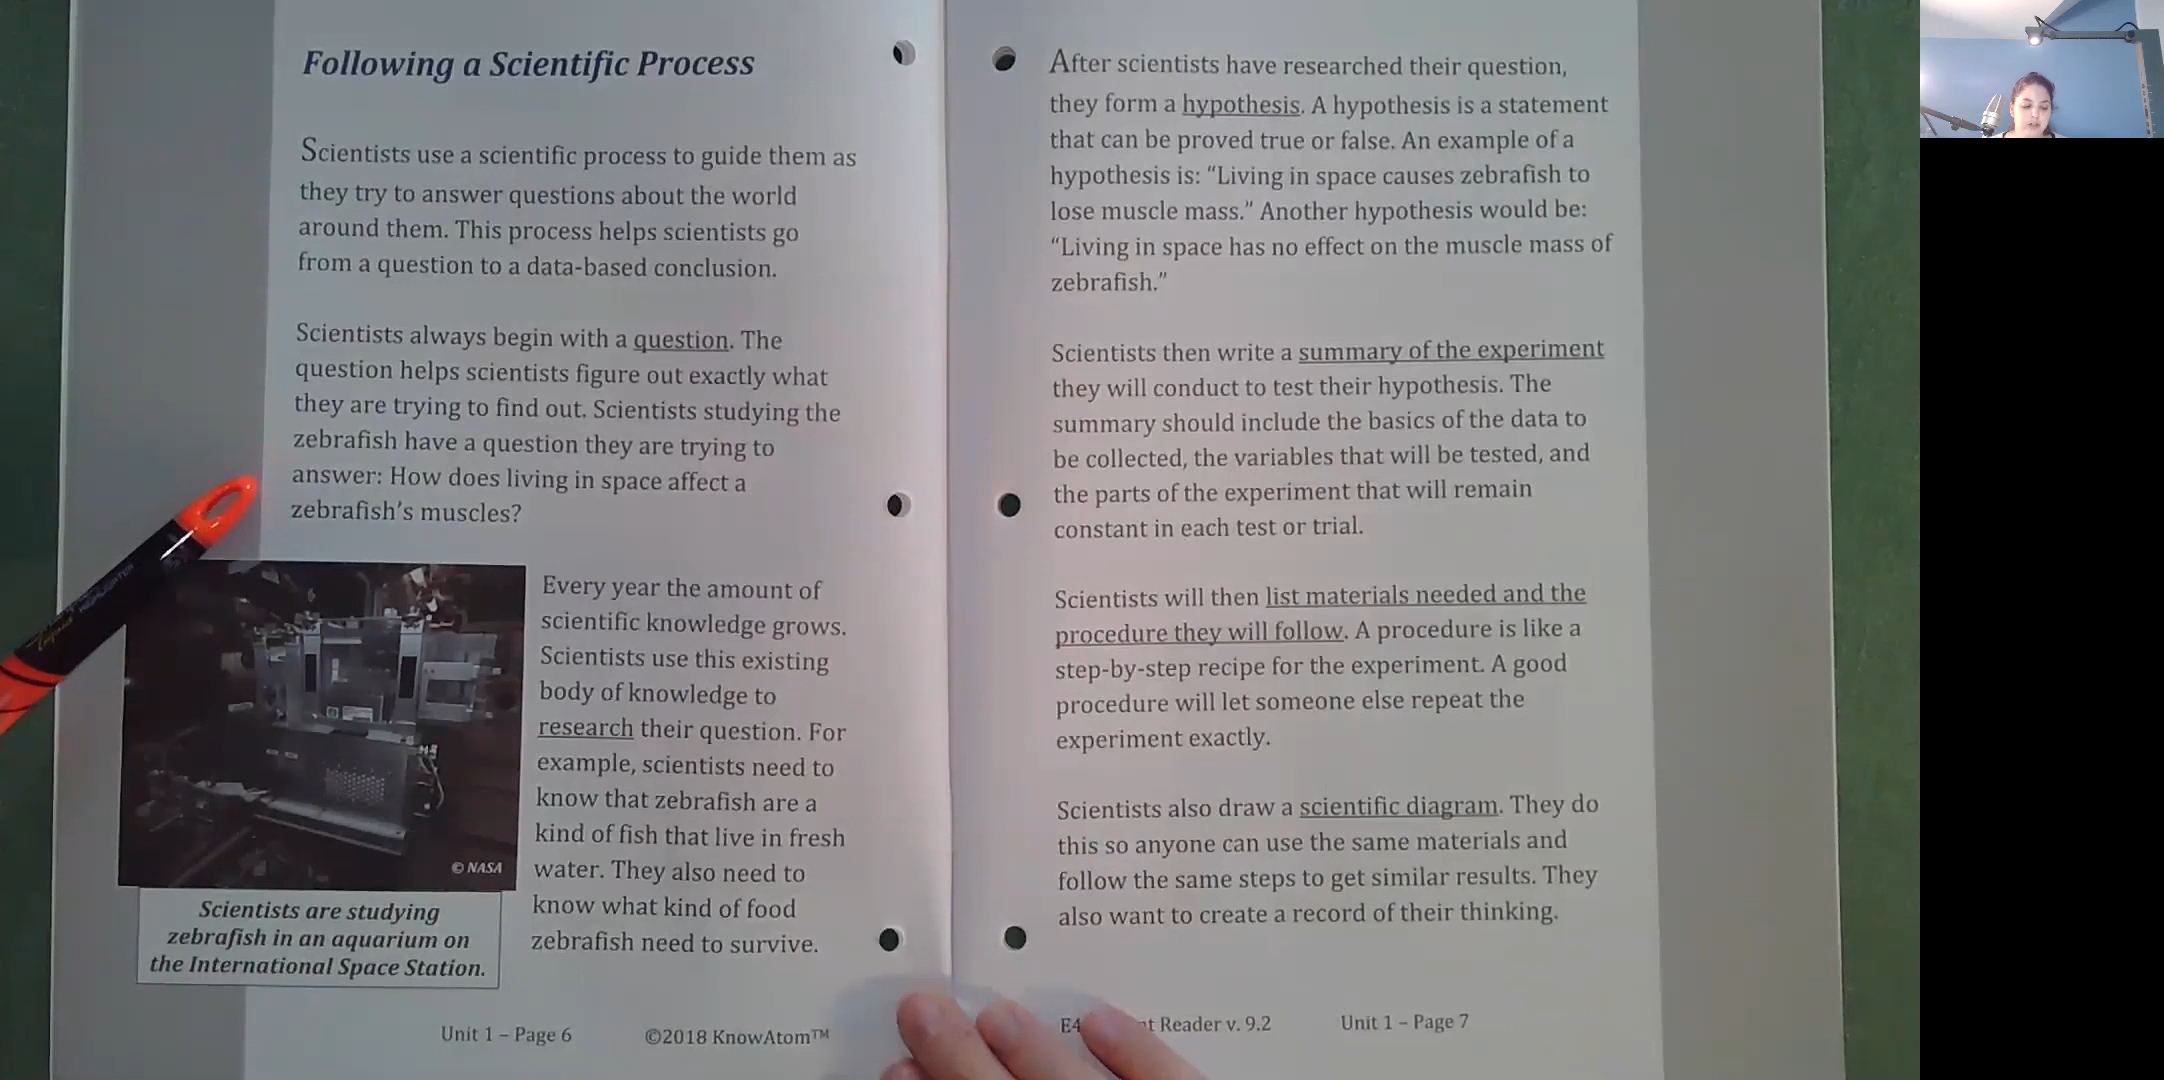 Following a Scientific Process
Scientists use a scientific process to guide them as
they try to answer questions about the world
around them. This process helps scientists go
from a question to a data-based conclusion.
Scientists always begin with a question. The
question helps scientists figure out exactly what
they are trying to find out. Scientists studying the
zebrafish have a question they are trying to
answer: How does living in space affect a
zebrafish's muscles?
Every year the amount of
scientific knowledge grows.
Scientists use this existing
body of knowledge to
research their question. For
example, scientists need to
know that zebrafish are a
kind of fish that live in fresh
water. They also need to
know what kind of food
zebrafish need to survive.
HIGHLIGHTER
© NASA
Scientists are studying
zebrafish in an aquarium on
the International Space Station.
Unit 1 – Page 6 ©2018 KnowAtom™
After scientists have researched their question,
they form a hypothesis. A hypothesis is a statement
that can be proved true or false. An example of a
hypothesis is: “Living in space causes zebrafish to
lose muscle mass.” Another hypothesis would be:
“Living in space has no effect on the muscle mass of
zebrafish.”
Scientists then write a summary of the experiment
they will conduct to test their hypothesis. The
summary should include the basics of the data to
be collected, the variables that will be tested, and
the parts of the experiment that will remain
constant in each test or trial.
Scientists will then list materials needed and the
procedure they will follow. A procedure is like a
step-by-step recipe for the experiment. A good
procedure will let someone else repeat the
experiment exactly.
Scientists also draw a scientific diagram. They do
this so anyone can use the same materials and
follow the same steps to get similar results. They
also want to create a record of their thinking.
E4 Reader v. 9.2 Unit 1 – Page 7